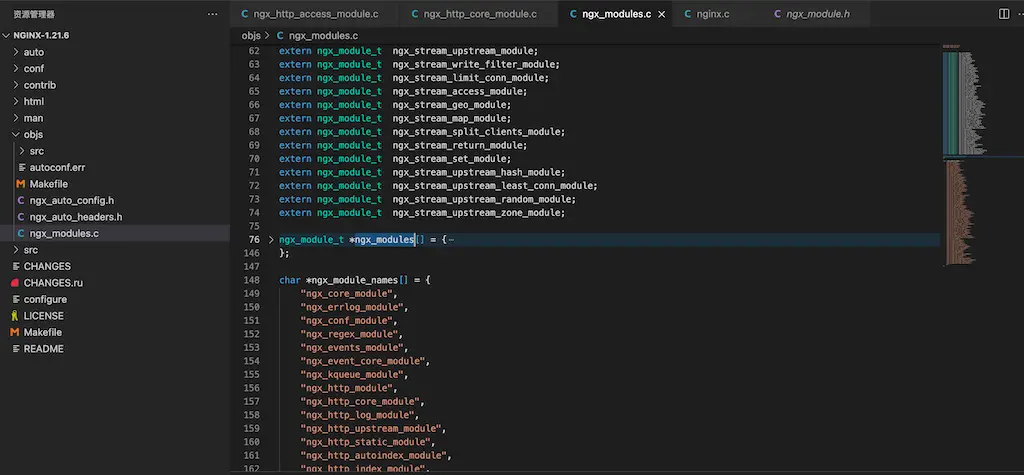 资源管理器 ···
NGINX-1.21.6
auto
conf
contrib
html
man
objs
src
autoconf.err
M Makefile
C ngx_auto_config.h
C ngx_auto_headers.h
C ngx_modules.c
src
CHANGES
CHANGES.ru
configure
LICENSE
M Makefile
README
C ngx_http_access_module.c C ngx_http_core_module.c C ngx_modules.c × C nginx.c C ngx_module.h
objs > C ngx_modules.c
62 extern ngx_module_t ngx_stream_upstream_module;
63 extern ngx_module_t ngx_stream_write_filter_module;
64 extern ngx_module_t ngx_stream_limit_conn_module;
65 extern ngx_module_t ngx_stream_access_module;
66 extern ngx_module_t ngx_stream_geo_module;
67 extern ngx_module_t ngx_stream_map_module;
68 extern ngx_module_t ngx_stream_split_clients_module;
69 extern ngx_module_t ngx_stream_return_module;
70 extern ngx_module_t ngx_stream_set_module;
71 extern ngx_module_t ngx_stream_upstream_hash_module;
72 extern ngx_module_t ngx_stream_upstream_least_conn_module;
73 extern ngx_module_t ngx_stream_upstream_random_module;
74 extern ngx_module_t ngx_stream_upstream_zone_module;
75
76 ngx_module_t *ngx_modules[] = {···
146 };
147
148 char *ngx_module_names[] = {
149 "ngx_core_module",
150 "ngx_errlog_module",
151 "ngx_conf_module",
152 "ngx_regex_module",
153 "ngx_events_module",
154 "ngx_event_core_module",
155 "ngx_kqueue_module",
156 "ngx_http_module",
157 "ngx_http_core_module",
158 "ngx_http_log_module",
159 "ngx_http_upstream_module",
160 "ngx_http_static_module",
161 "ngx_http_autoindex_module",
162 "ngx_http_index_module",